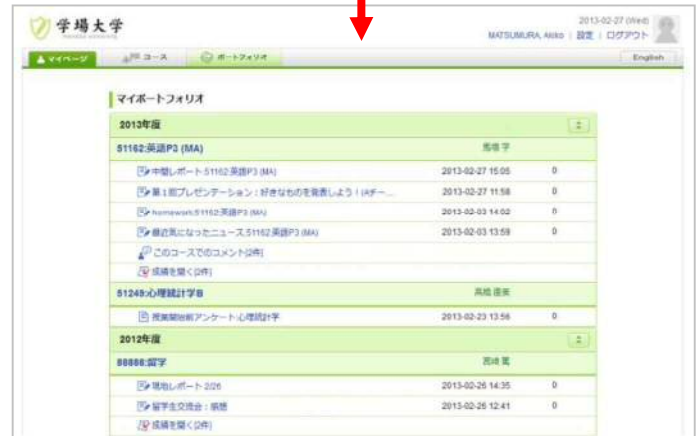 学場大学
2013-02-27 (Wed)
MATSUMURA, Akiko | 設定 | ログアウト
マイページ コース ポートフォリオ English
マイポートフォリオ
2013年度
51162:英語P3 (MA) 馬場 学
中間レポート 51162:英語P3 (MA) 2013-02-27 15:05 0
第1回プレゼンテーション：好きなものを発表しよう！(Aチー... 2013-02-27 11:58 0
homework:51162:英語P3 (MA) 2013-02-03 14:02 0
最近気になったニュース 51162:英語P3 (MA) 2013-02-03 13:59 0
このコースでのコメント[2件]
成績を開く[2件]
51248:心理統計学B 高橋
授業開始前アンケート:心理統計学 2013-02-23 13:56 0
2012年度
88888:留学 宮崎 篤
現地レポート 2/26 2013-02-26 14:35 0
留学生交流会：感想 2013-02-26 12:41 0
成績を開く[2件]